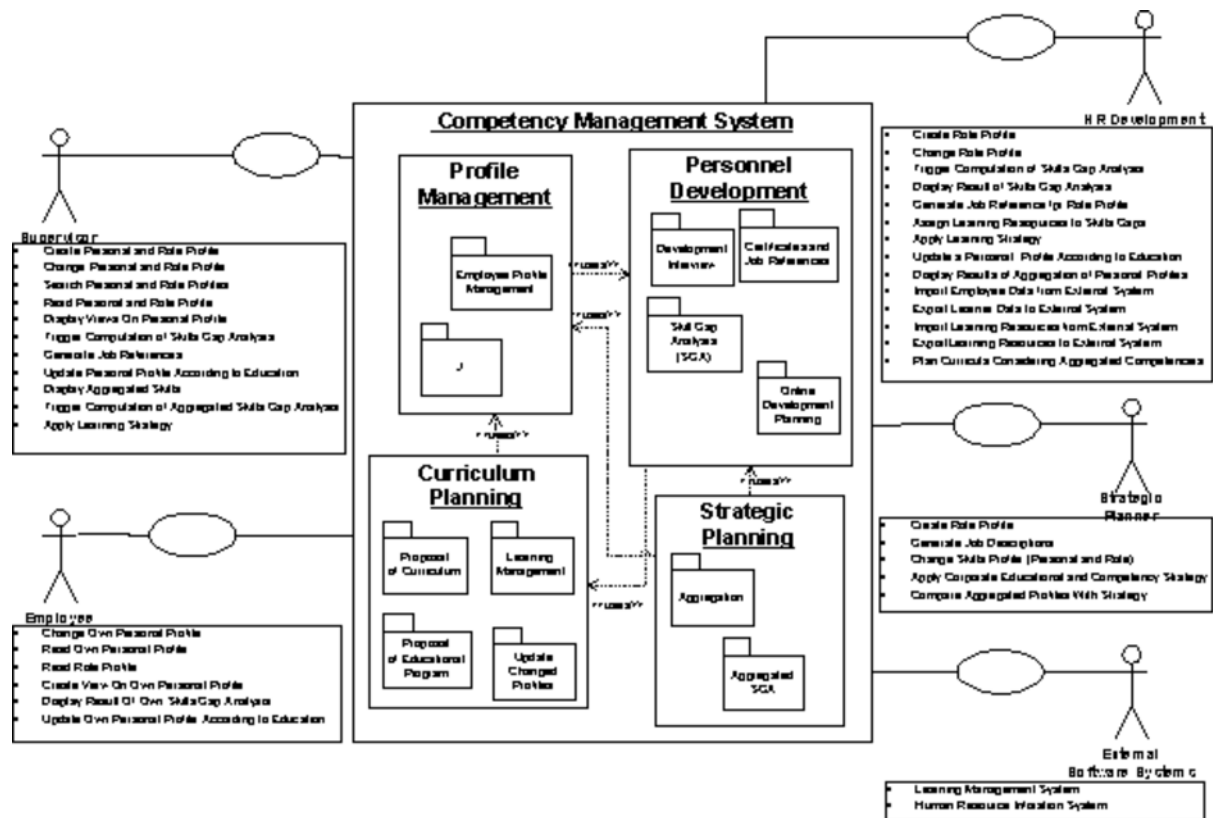 Competency Management System
Profile
Management
Employee Profile
Management
J
Personnel
Development
Development
Interview
Certificates and
Job References
Skill Gap
Analysis
(SGA)
Online
Development
Planning
Curriculum
Planning
Proposal
of Curriculum
Learning
Management
Proposal
of Educational
Program
Update
Changed
Profiles
Strategic
Planning
Aggregation
Aggregated
SGA
<<uses>>
<<uses>>
<<uses>>
<<uses>>
<<uses>>
Supervisor
Create Personal and Role Profile
Change Personal and Role Profile
Search Personal and Role Profiles
Read Personal and Role Profile
Display Views On Personal Profile
Trigger Computation of Skills Gap Analysis
Generate Job References
Update Personal Profile According to Education
Display Aggregated Skills
Trigger Computation of Aggregated Skills Gap Analysis
Apply Learning Strategy
Employee
Change Own Personal Profile
Read Own Personal Profile
Read Role Profile
Create View On Own Personal Profile
Display Result Of Own Skills Gap Analysis
Update Own Personal Profile According to Education
HR Development
Create Role Profile
Change Role Profile
Trigger Computation of Skills Gap Analysis
Display Result of Skills Gap Analysis
Generate Job Reference for Role Profile
Assign Learning Resources to Skills Gaps
Apply Learning Strategy
Update a Personal Profile According to Education
Display Results of Aggregation of Personal Profiles
Import Employee Data from External System
Export Learner Data to External System
Import Learning Resources from External System
Export Learning Resources to External System
Plan Curricula Considering Aggregated Competences
Strategic
Planner
Create Role Profile
Generate Job Descriptions
Change Skills Profile (Personal and Role)
Apply Corporate Educational and Competency Strategy
Compare Aggregated Profiles With Strategy
External
Software Systems
Learning Management System
Human Resource System